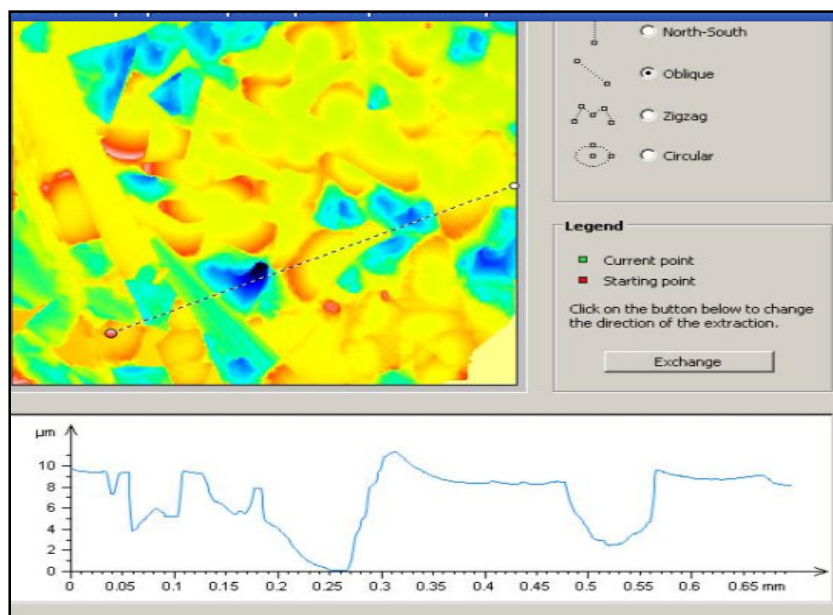 North-South
Oblique
Zigzag
Circular
Legend
Current point
Starting point
Click on the button below to change
the direction of the extraction.
Exchange
µm
10
8
6
4
2
0
0 0.05 0.1 0.15 0.2 0.25 0.3 0.35 0.4 0.45 0.5 0.55 0.6 0.65 mm